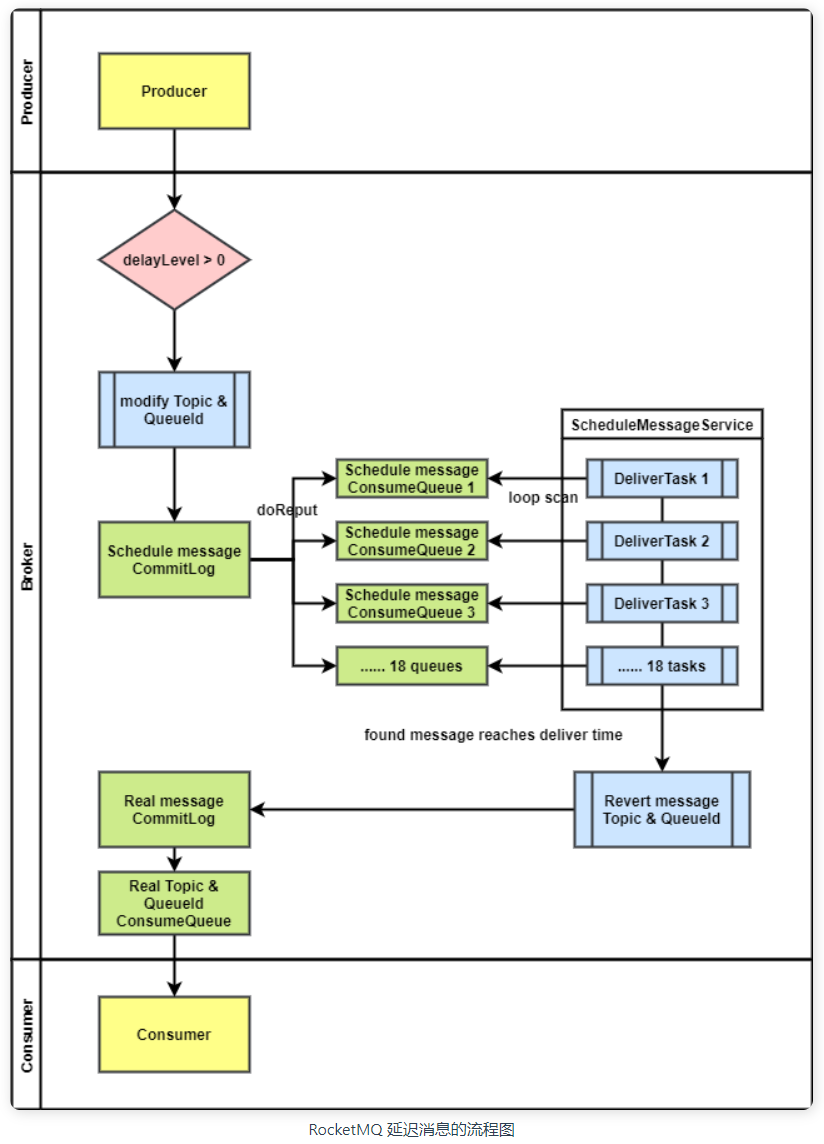 Producer
Producer
Broker
delayLevel > 0
modify Topic &
QueueId
Schedule message
CommitLog
doReput
Schedule message
ConsumeQueue 1
Schedule message
ConsumeQueue 2
Schedule message
ConsumeQueue 3
...... 18 queues
loop scan
ScheduleMessageService
DeliverTask 1
DeliverTask 2
DeliverTask 3
...... 18 tasks
found message reaches deliver time
Revert message
Topic & QueueId
Real message
CommitLog
Real Topic &
QueueId
ConsumeQueue
Consumer
Consumer
RocketMQ 延迟消息的流程图